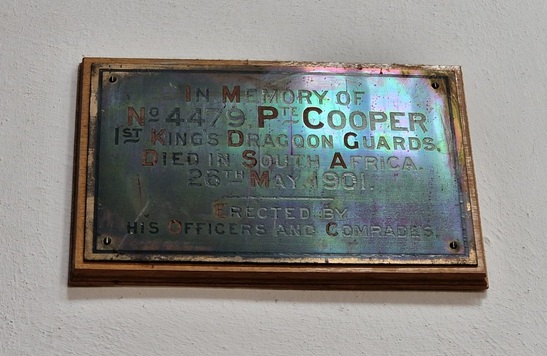 IN MEMORY OF
No 4479 PTE COOPER
1ST KINGS DRAGOON GUARDS.
DIED IN SOUTH AFRICA.
26TH MAY 1901.
ERECTED BY
HIS OFFICERS AND COMRADES.